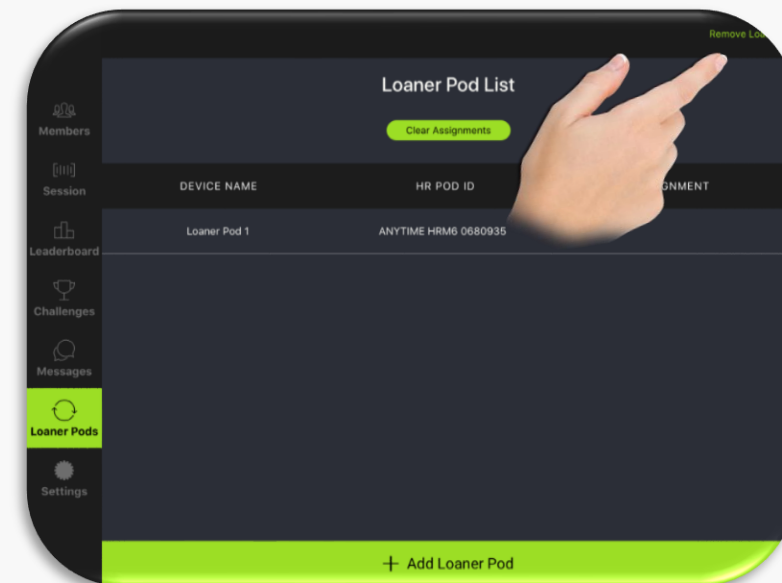 Remove
Loaner Pod List
Clear Assignments
DEVICE NAME
HR POD ID
Loaner Pod 1
ANYTIME HRM6 0680935
Members
Session
Leaderboard
Challenges
Messages
Loaner Pods
Settings
+ Add Loaner Pod